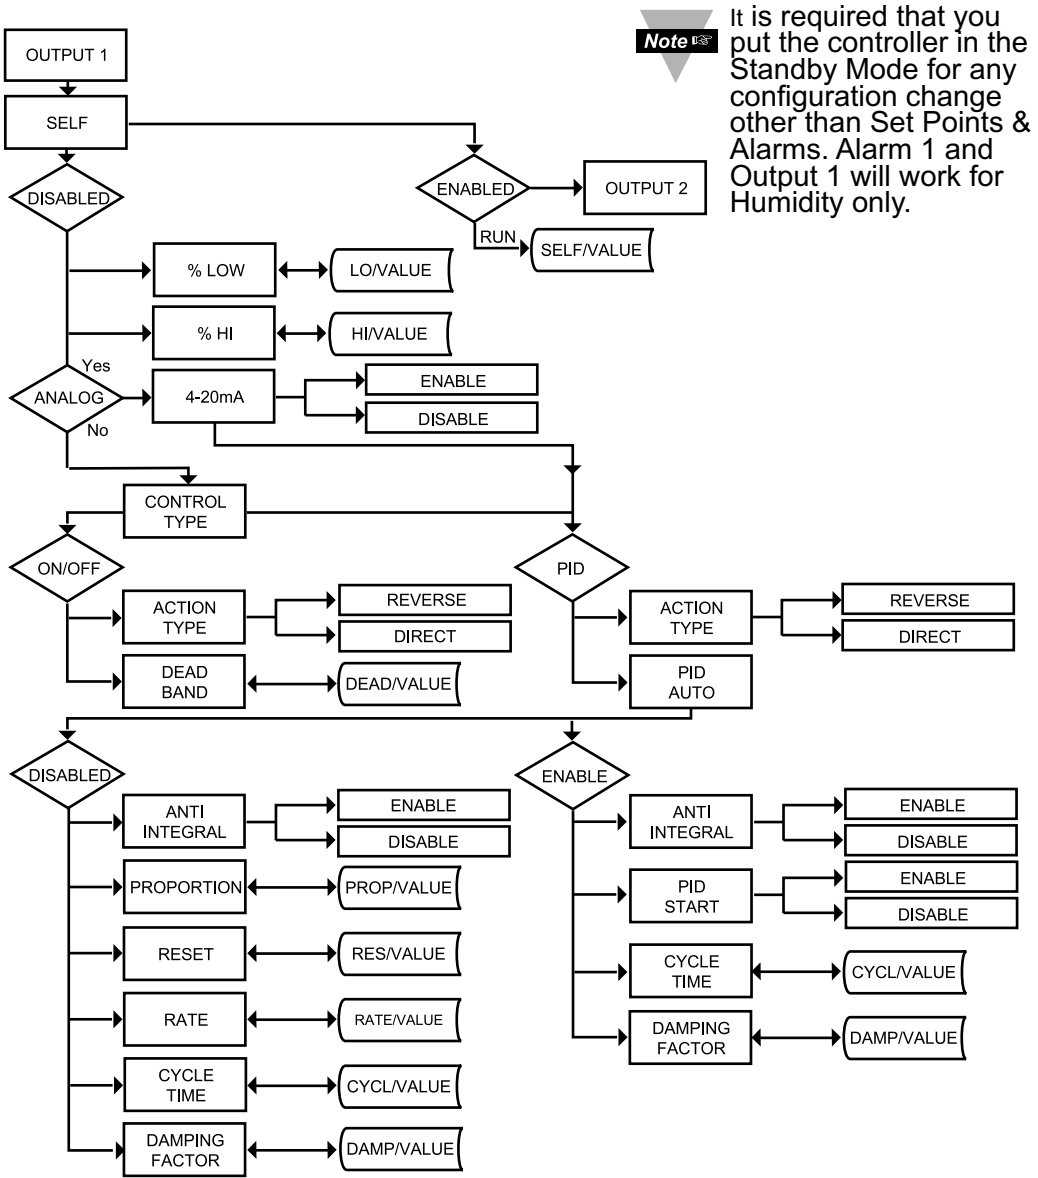 OUTPUT 1
SELF
DISABLED
ENABLED
OUTPUT 2
RUN
SELF/VALUE
Note
It is required that you
put the controller in the
Standby Mode for any
configuration change
other than Set Points &
Alarms. Alarm 1 and
Output 1 will work for
Humidity only.
% LOW
LO/VALUE
% HI
HI/VALUE
Yes
ANALOG
No
4-20mA
ENABLE
DISABLE
CONTROL
TYPE
ON/OFF
PID
ACTION
TYPE
REVERSE
DIRECT
DEAD
BAND
DEAD/VALUE
ACTION
TYPE
REVERSE
DIRECT
PID
AUTO
DISABLED
ENABLE
ANTI
INTEGRAL
ENABLE
DISABLE
PROPORTION
PROP/VALUE
RESET
RES/VALUE
RATE
RATE/VALUE
CYCLE
TIME
CYCL/VALUE
DAMPING
FACTOR
DAMP/VALUE
ANTI
INTEGRAL
ENABLE
DISABLE
PID
START
ENABLE
DISABLE
CYCLE
TIME
CYCL/VALUE
DAMPING
FACTOR
DAMP/VALUE